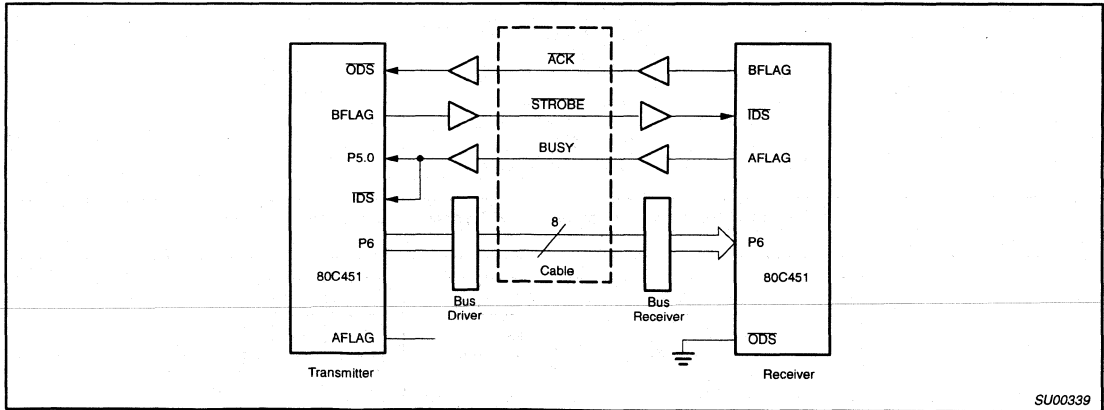 ODS
ACK
BFLAG
BFLAG
STROBE
IDS
P5.0
BUSY
AFLAG
IDS
P6
8
P6
80C451
Cable
80C451
Bus
Driver
Bus
Receiver
AFLAG
ODS
Transmitter
Receiver
SU00339